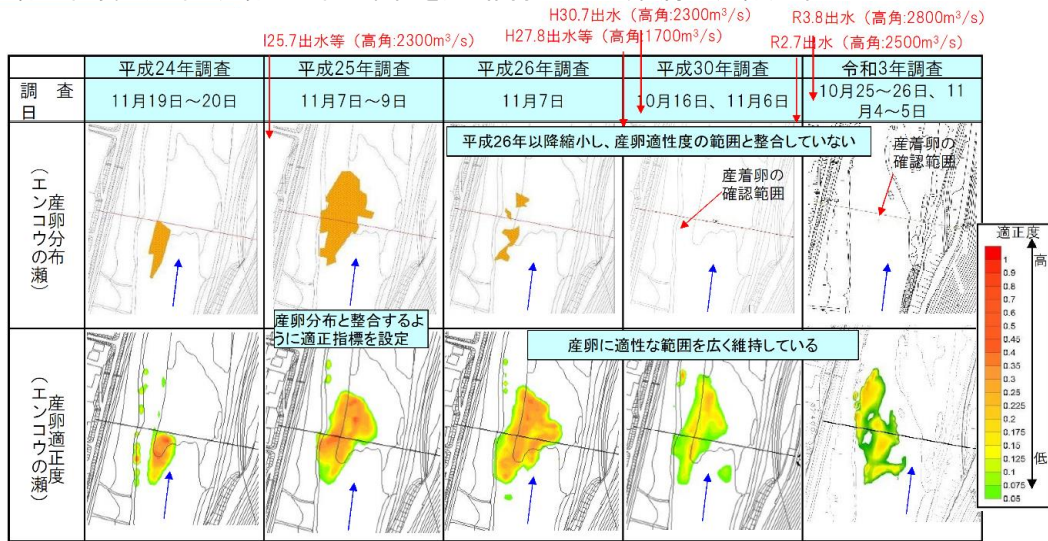 H30.7出水(高角:2300m³/s)
R3.8出水(高角:2800m³/s)
I25.7出水等(高角:2300m³/s)
H27.8出水等(高角:1700m³/s)
R2.7出水(高角:2500m³/s)
平成24年調査
平成25年調査
平成26年調査
平成30年調査
令和3年調査
調査日
11月19日~20日
11月7日~9日
11月7日
10月16日、11月6日
10月25~26日、11
月4~5日
産卵分布
(エンコウの瀬)
平成26年以降縮小し、産卵適性度の範囲と整合していない
産着卵の
確認範囲
産着卵の
確認範囲
産卵適正度
(エンコウの瀬)
産卵分布と整合するよ
うに適正指標を設定
産卵に適性な範囲を広く維持している
適正度
高
1
0.9
0.8
0.7
0.6
0.5
0.4
0.35
0.3
0.25
0.2
0.225
0.175
0.15
0.125
0.1
0.075
0.05
低